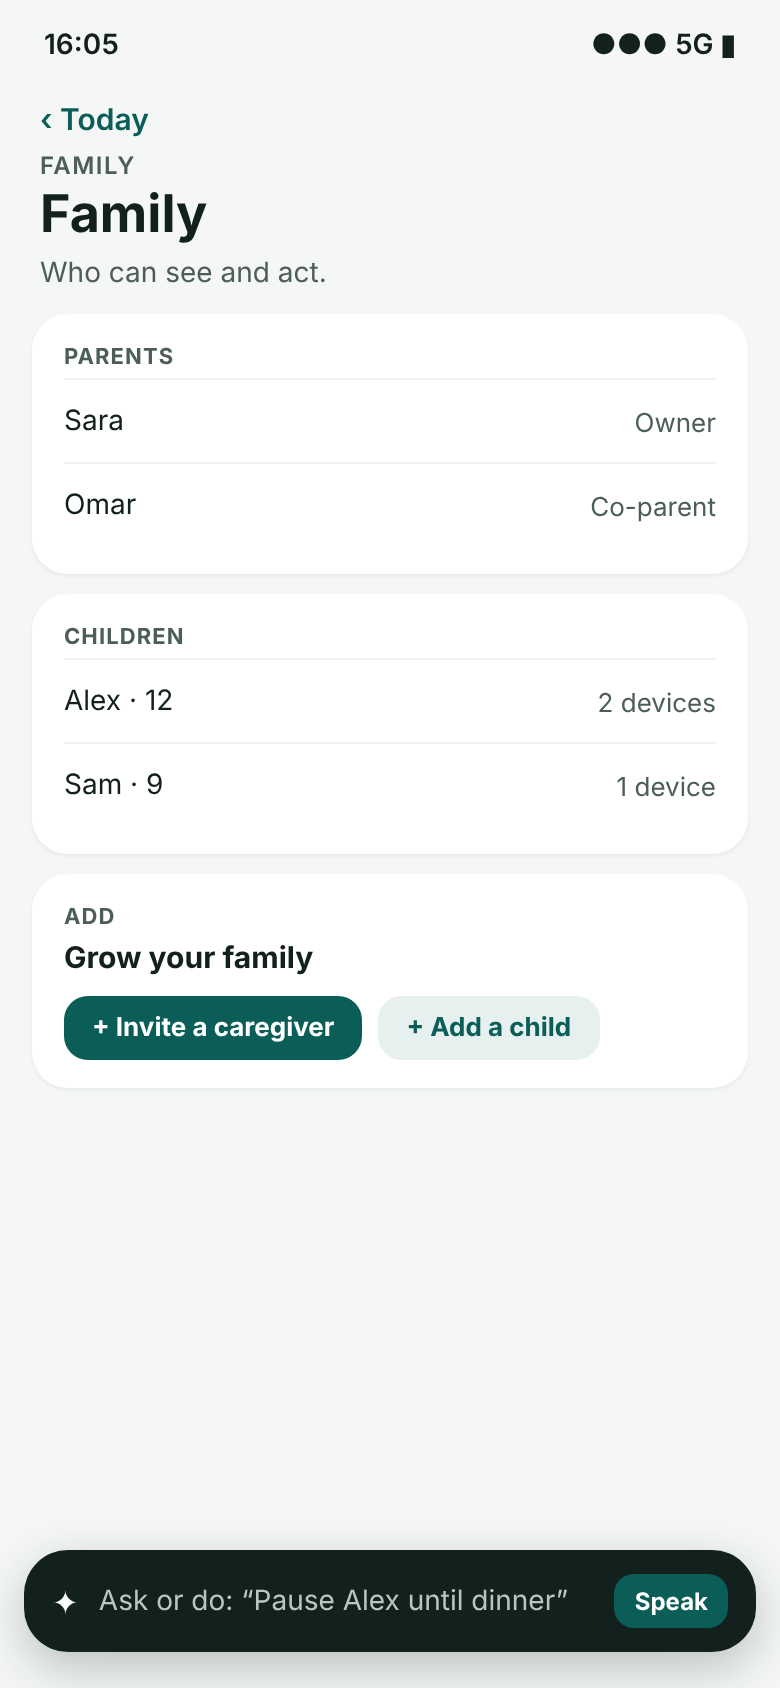 16:05
5G
‹ Today
FAMILY
Family
Who can see and act.
PARENTS
Sara
Owner
Omar
Co-parent
CHILDREN
Alex · 12
2 devices
Sam · 9
1 device
ADD
Grow your family
+ Invite a caregiver
+ Add a child
Ask or do: “Pause Alex until dinner”
Speak